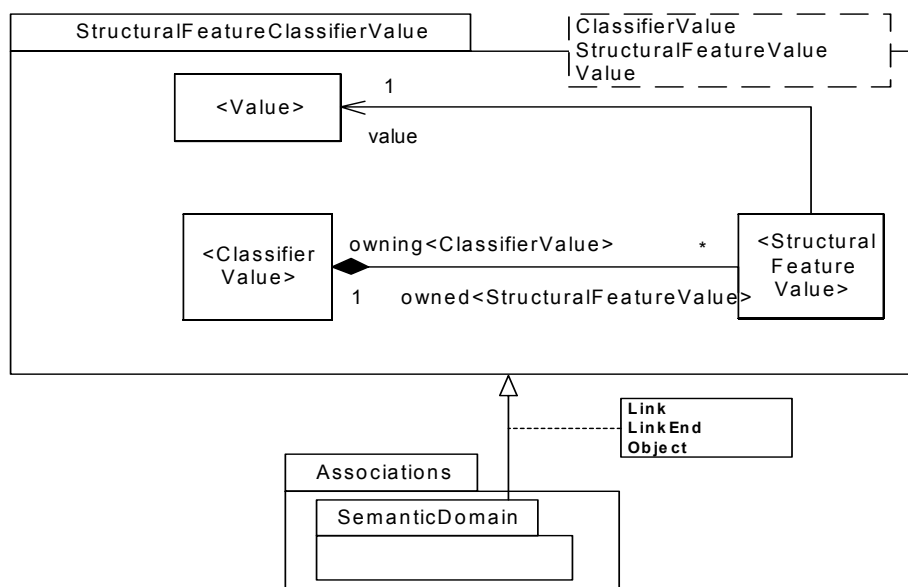 StructuralFeatureClassifierValue
ClassifierValue
StructuralFeatureValue
Value
<Value>
1
value
<Classifier
Value>
owning<ClassifierValue>
*
1
owned<StructuralFeatureValue>
<Structural
Feature
Value>
Link
LinkEnd
Object
Associations
SemanticDomain